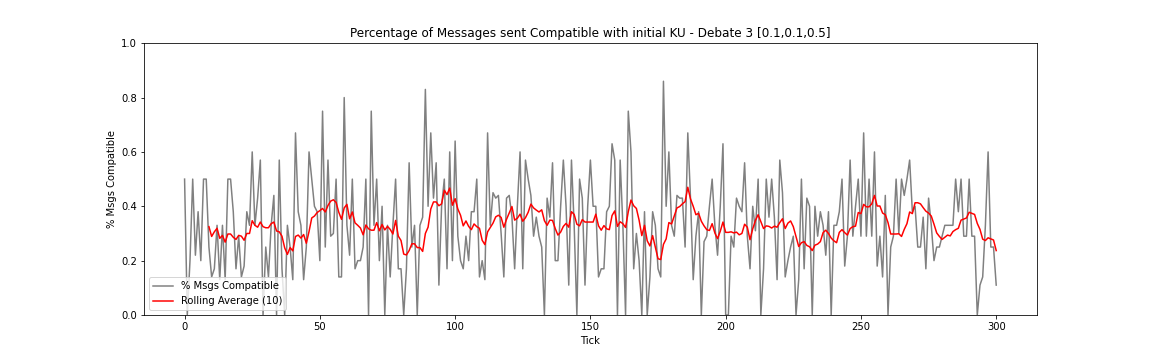 Percentage of Messages sent Compatible with initial KU - Debate 3 [0.1,0.1,0.5]
1.0
0.8
0.6
0.4
0.2
0.0
% Msgs Compatible
% Msgs Compatible
Rolling Average (10)
0
50
100
150
200
250
300
Tick